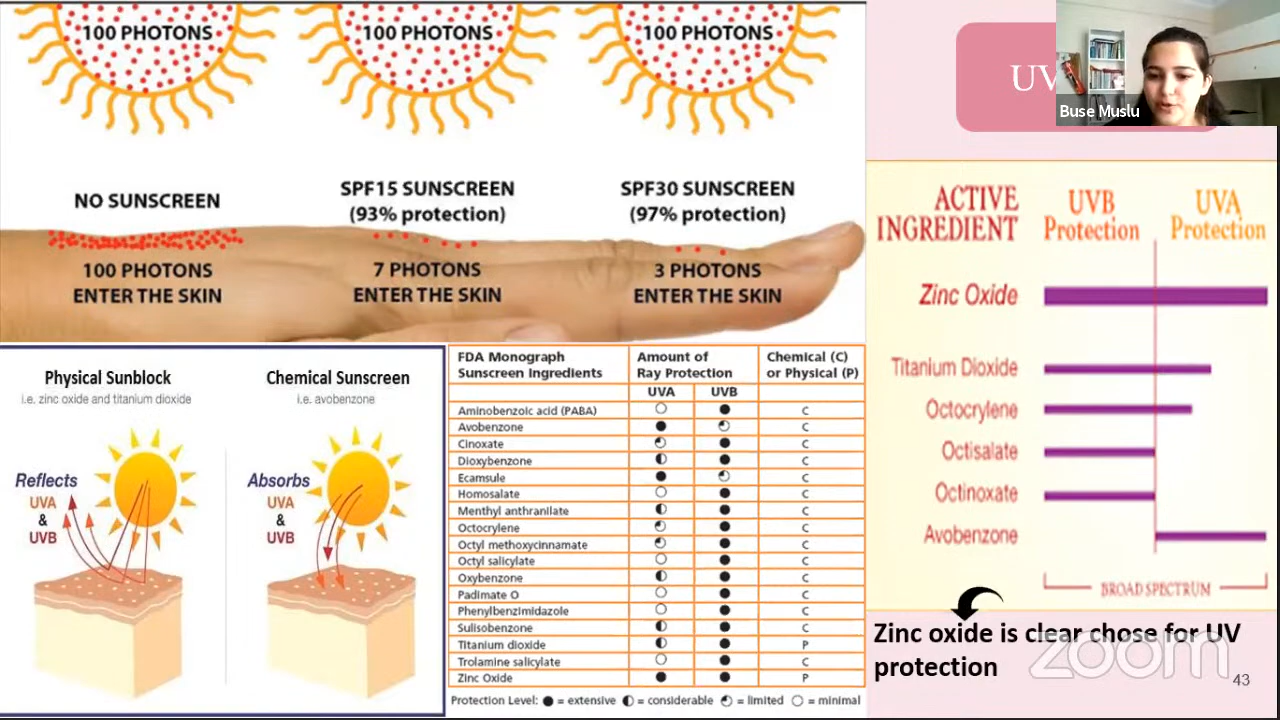 100 PHOTONS
100 PHOTONS
100 PHOTONS
NO SUNSCREEN
SPF15 SUNSCREEN
(93% protection)
SPF30 SUNSCREEN
(97% protection)
100 PHOTONS
ENTER THE SKIN
7 PHOTONS
ENTER THE SKIN
3 PHOTONS
ENTER THE SKIN
UV
Buse Muslu
Physical Sunblock
i.e. zinc oxide and titanium dioxide
Reflects
UVA
&
UVB
Chemical Sunscreen
i.e. avobenzone
Absorbs
UVA
&
UVB
FDA Monograph Amount of Chemical (C)
Sunscreen Ingredients Ray Protection or Physical (P)
UVA UVB
Aminobenzoic acid (PABA) C
Avobenzone C
Cinoxate C
Dioxybenzone C
Ecamsule C
Homosalate C
Menthyl anthranilate C
Octocrylene C
Octyl methoxycinnamate C
Octyl salicylate C
Oxybenzone C
Padimate O C
Phenylbenzimidazole C
Sulisobenzone C
Titanium dioxide P
Trolamine salicylate C
Zinc Oxide P
Protection Level: = extensive = considerable = limited = minimal
ACTIVE UVB UVA
INGREDIENT Protection Protection
Zinc Oxide
Titanium Dioxide
Octocrylene
Octisalate
Octinoxate
Avobenzone
BROAD SPECTRUM
Zinc oxide is clear chose for UV
protection
zoom
43